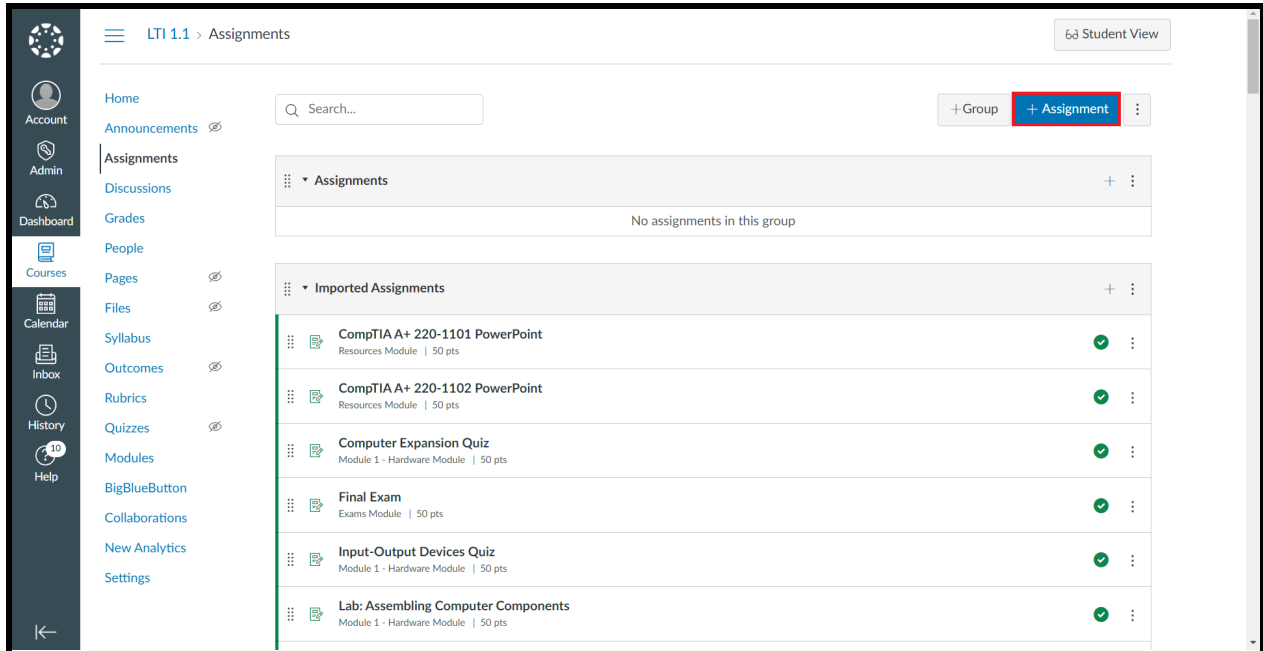 LTI 1.1 > Assignments
Student View
Account
Admin
Dashboard
Courses
Calendar
Inbox
History
10
Help
Home
Announcements
Assignments
Discussions
Grades
People
Pages
Files
Syllabus
Outcomes
Rubrics
Quizzes
Modules
BigBlueButton
Collaborations
New Analytics
Settings
Search...
+Group
+ Assignment
Assignments
No assignments in this group
Imported Assignments
CompTIA A+ 220-1101 PowerPoint
Resources Module | 50 pts
CompTIA A+ 220-1102 PowerPoint
Resources Module | 50 pts
Computer Expansion Quiz
Module 1 - Hardware Module | 50 pts
Final Exam
Exams Module | 50 pts
Input-Output Devices Quiz
Module 1 - Hardware Module | 50 pts
Lab: Assembling Computer Components
Module 1 - Hardware Module | 50 pts